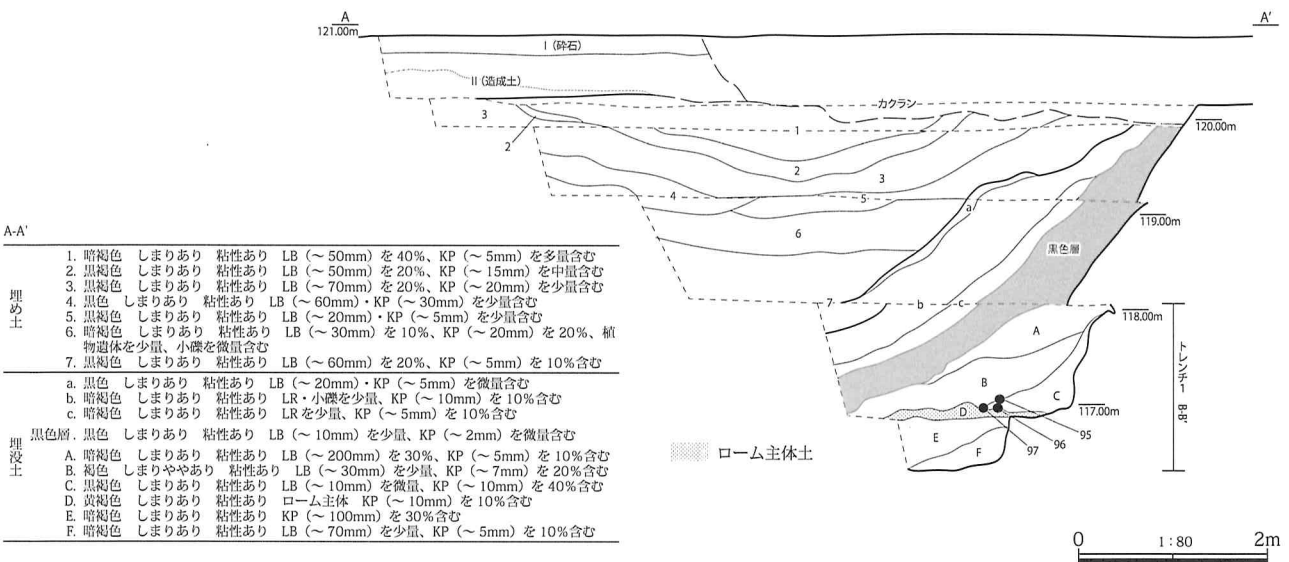 A
A'
121.00m
I (砕石)
II (造成土)
カクラン
3
1
2
120.00m
2
3
4
5
a
119.00m
6
黒色層
7
b
c
118.00m
A
トレンチ1 B-B'
B
C
D
117.00m
95
96
97
E
F
ローム主体土
0
1:80
2m
A-A'
埋め土
1. 暗褐色 しまりあり 粘性あり LB(～50mm)を40%、KP(～5mm)を多量含む
2. 黒褐色 しまりあり 粘性あり LB(～50mm)を20%、KP(～15mm)を中量含む
3. 黒褐色 しまりあり 粘性あり LB(～70mm)を20%、KP(～20mm)を少量含む
4. 黒色 しまりあり 粘性あり LB(～60mm)・KP(～30mm)を少量含む
5. 黒褐色 しまりあり 粘性あり LB(～20mm)・KP(～5mm)を少量含む
6. 暗褐色 しまりあり 粘性あり LB(～30mm)を10%、KP(～20mm)を20%、植
物遺体を少量、小礫を微量含む
7. 黒褐色 しまりあり 粘性あり LB(～60mm)を20%、KP(～5mm)を10%含む
埋没土
a. 黒色 しまりあり 粘性あり LB(～20mm)・KP(～5mm)を微量含む
b. 暗褐色 しまりあり 粘性あり LR・小礫を少量、KP(～10mm)を10%含む
c. 暗褐色 しまりあり 粘性あり LRを少量、KP(～5mm)を10%含む
黒色層. 黒色 しまりあり 粘性あり LB(～10mm)を少量、KP(～2mm)を微量含む
A. 暗褐色 しまりあり 粘性あり LB(～200mm)を30%、KP(～5mm)を10%含む
B. 褐色 しまりややあり 粘性あり LB(～30mm)を少量、KP(～7mm)を20%含む
C. 黒褐色 しまりあり 粘性あり LB(～10mm)を微量、KP(～10mm)を40%含む
D. 黄褐色 しまりあり 粘性あり ローム主体 KP(～10mm)を10%含む
E. 暗褐色 しまりあり 粘性あり KP(～100mm)を30%含む
F. 暗褐色 しまりあり 粘性あり LB(～70mm)を少量、KP(～5mm)を10%含む